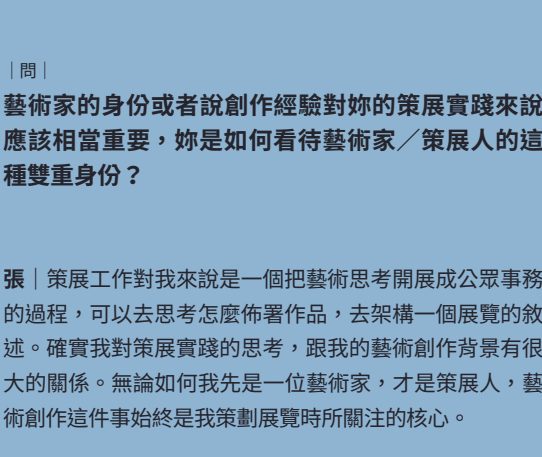 ｜問｜
藝術家的身份或者說創作經驗對妳的策展實踐來說
應該相當重要，妳是如何看待藝術家／策展人的這
種雙重身份？
張｜策展工作對我來說是一個把藝術思考開展成公眾事務
的過程，可以去思考怎麼佈署作品，去架構一個展覽的敘
述。確實我對策展實踐的思考，跟我的藝術創作背景有很
大的關係。無論如何我先是一位藝術家，才是策展人，藝
術創作這件事始終是我策劃展覽時所關注的核心。